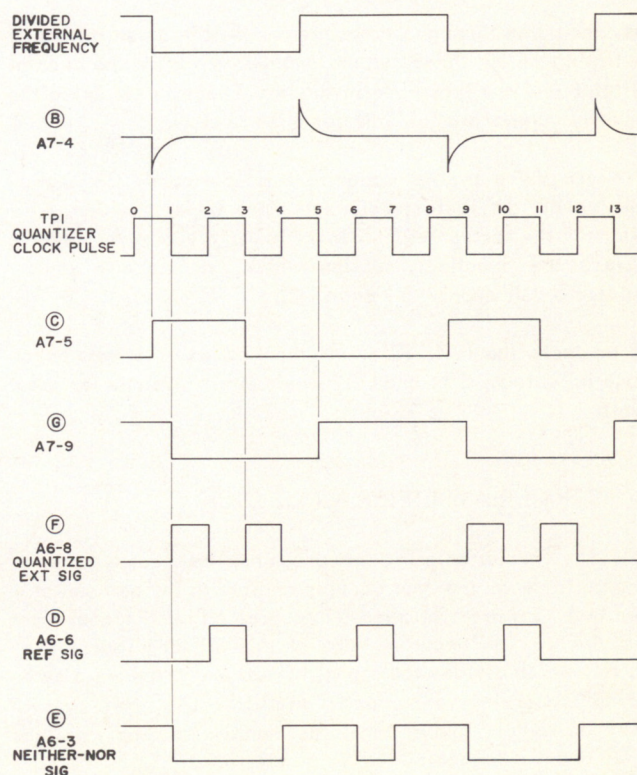 DIVIDED
EXTERNAL
FREQUENCY
B
A7-4
0 1 2 3 4 5 6 7 8 9 10 11 12 13
TPI
QUANTIZER
CLOCK PULSE
C
A7-5
G
A7-9
F
A6-8
QUANTIZED
EXT SIG
D
A6-6
REF SIG
E
A6-3
NEITHER-NOR
SIG